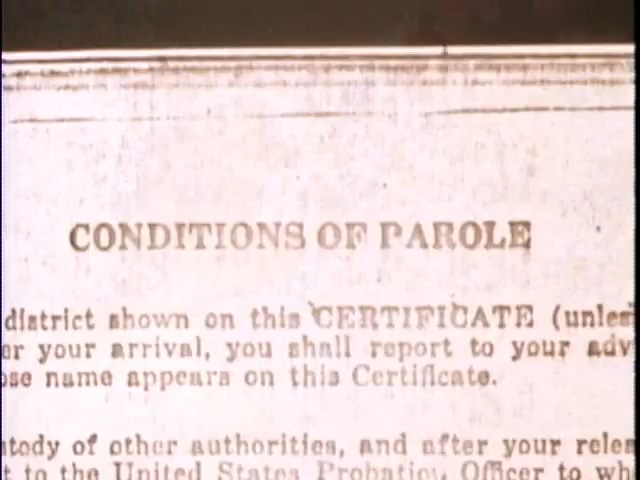 CONDITIONS OF PAROLE
district shown on this CERTIFICATE (unles
er your arrival, you shall report to your adv
ose name appears on this Certificate.
tody of other authorities, and after your relea
t to the United States Probation Officer to wh